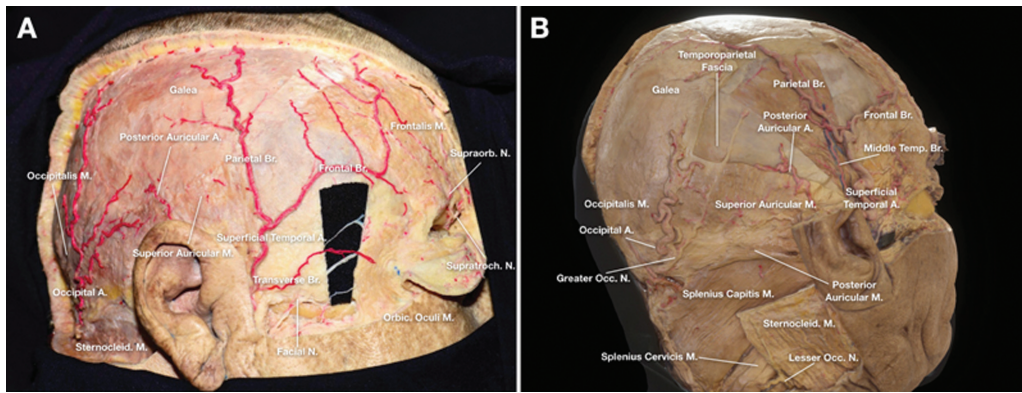 A
Galea
Posterior Auricular A.
Frontalis M.
Parietal Br.
Supraorb. N.
Frontal Br.
Occipitalis M.
Superficial Temporal A.
Superior Auricular M.
Supratroch. N.
Transverse Br.
Occipital A.
Orbic. Oculi M.
Sternocleid. M.
Facial N.
B
Temporoparietal
Fascia
Galea
Parietal Br.
Posterior
Auricular A.
Frontal Br.
Middle Temp. Br.
Superficial
Temporal A.
Occipitalis M.
Superior Auricular M.
Occipital A.
Greater Occ. N.
Posterior
Auricular M.
Splenius Capitis M.
Sternocleid. M.
Splenius Cervicis M.
Lesser Occ. N.